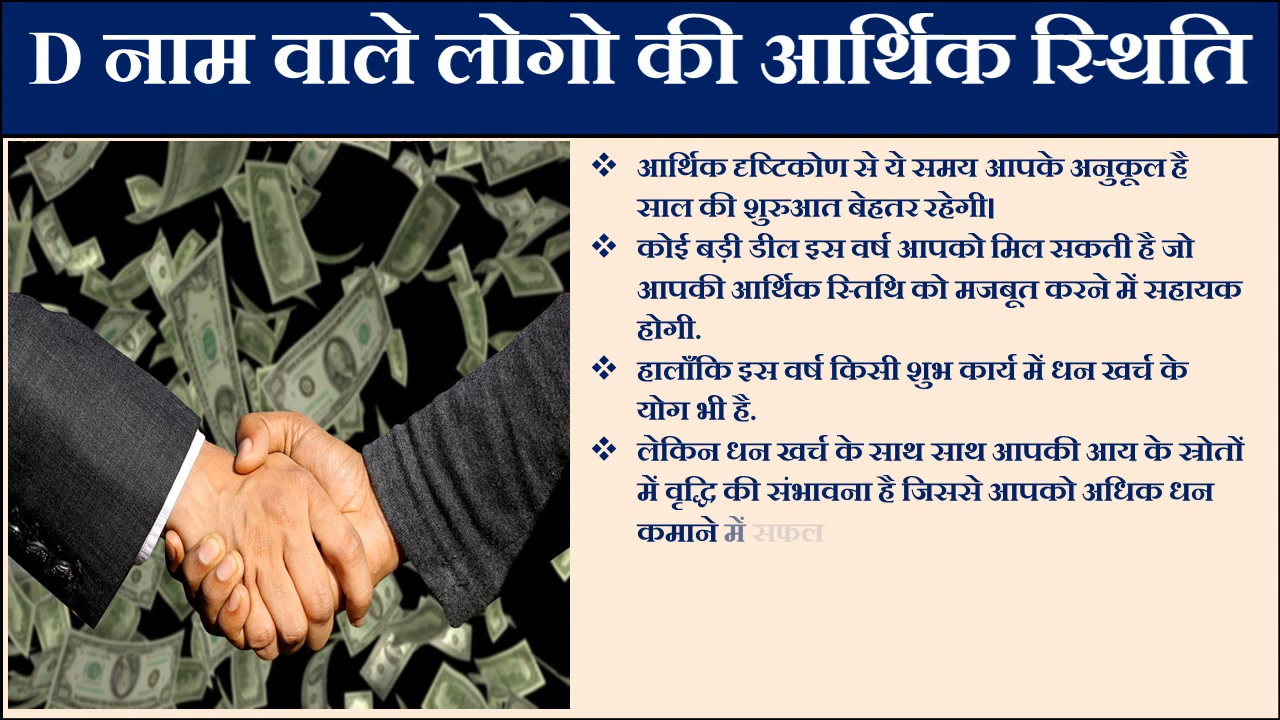 D नाम वाले लोगो की आर्थिक स्थिति
❖ आर्थिक दृष्टिकोण से ये समय आपके अनुकूल है
साल की शुरुआत बेहतर रहेगी।
❖ कोई बड़ी डील इस वर्ष आपको मिल सकती है जो
आपकी आर्थिक स्तिथि को मजबूत करने में सहायक
होगी.
❖ हालाँकि इस वर्ष किसी शुभ कार्य में धन खर्च के
योग भी है.
❖ लेकिन धन खर्च के साथ साथ आपकी आय के स्रोतों
में वृद्धि की संभावना है जिससे आपको अधिक धन
कमाने में सफल